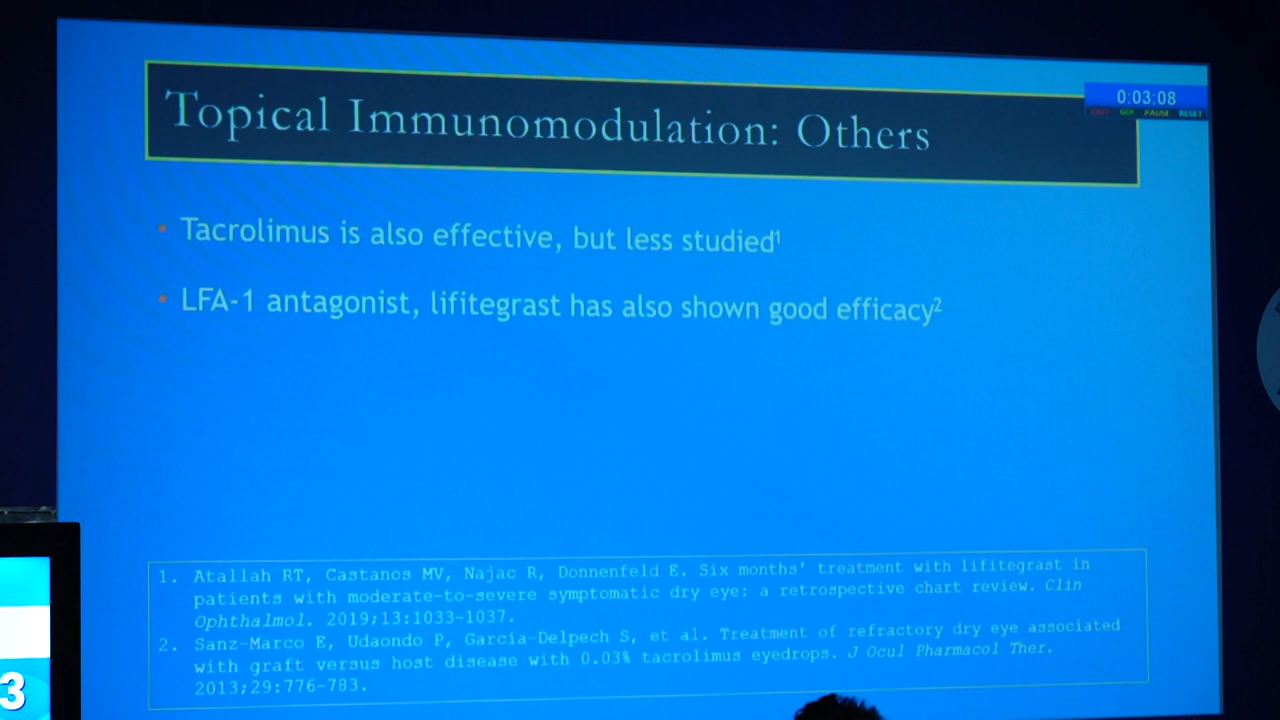 Topical Immunomodulation: Others
0:03:08
EXIT GO! PAUSE RESET
• Tacrolimus is also effective, but less studied¹
• LFA-1 antagonist, lifitegrast has also shown good efficacy²
1. Atallah RT, Castanos MV, Najac R, Donnenfeld E. Six months' treatment with lifitegrast in
patients with moderate-to-severe symptomatic dry eye: a retrospective chart review. Clin
Ophthalmol. 2019;13:1033-1037.
2. Sanz-Marco E, Udaondo P, Garcia-Delpech S, et al. Treatment of refractory dry eye associated
with graft versus host disease with 0.03% tacrolimus eyedrops. J Ocul Pharmacol Ther.
2013;29:776-783.
3